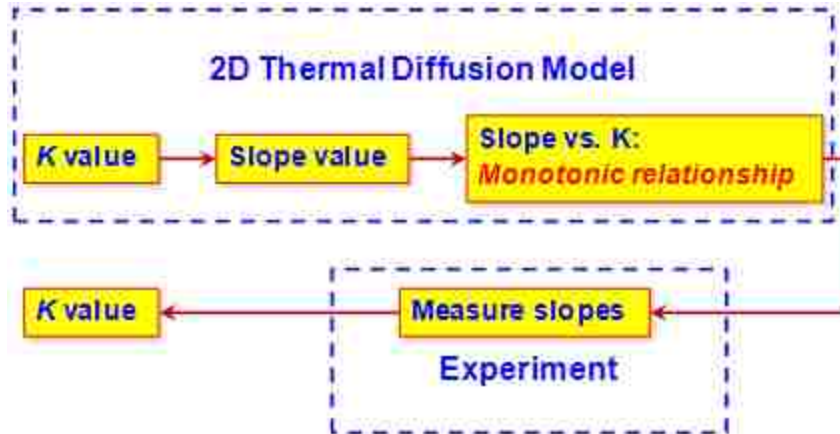 2D Thermal Diffusion Model
K value
Slope value
Slope vs. K:
Monotonic relationship
K value
Measure slopes
Experiment